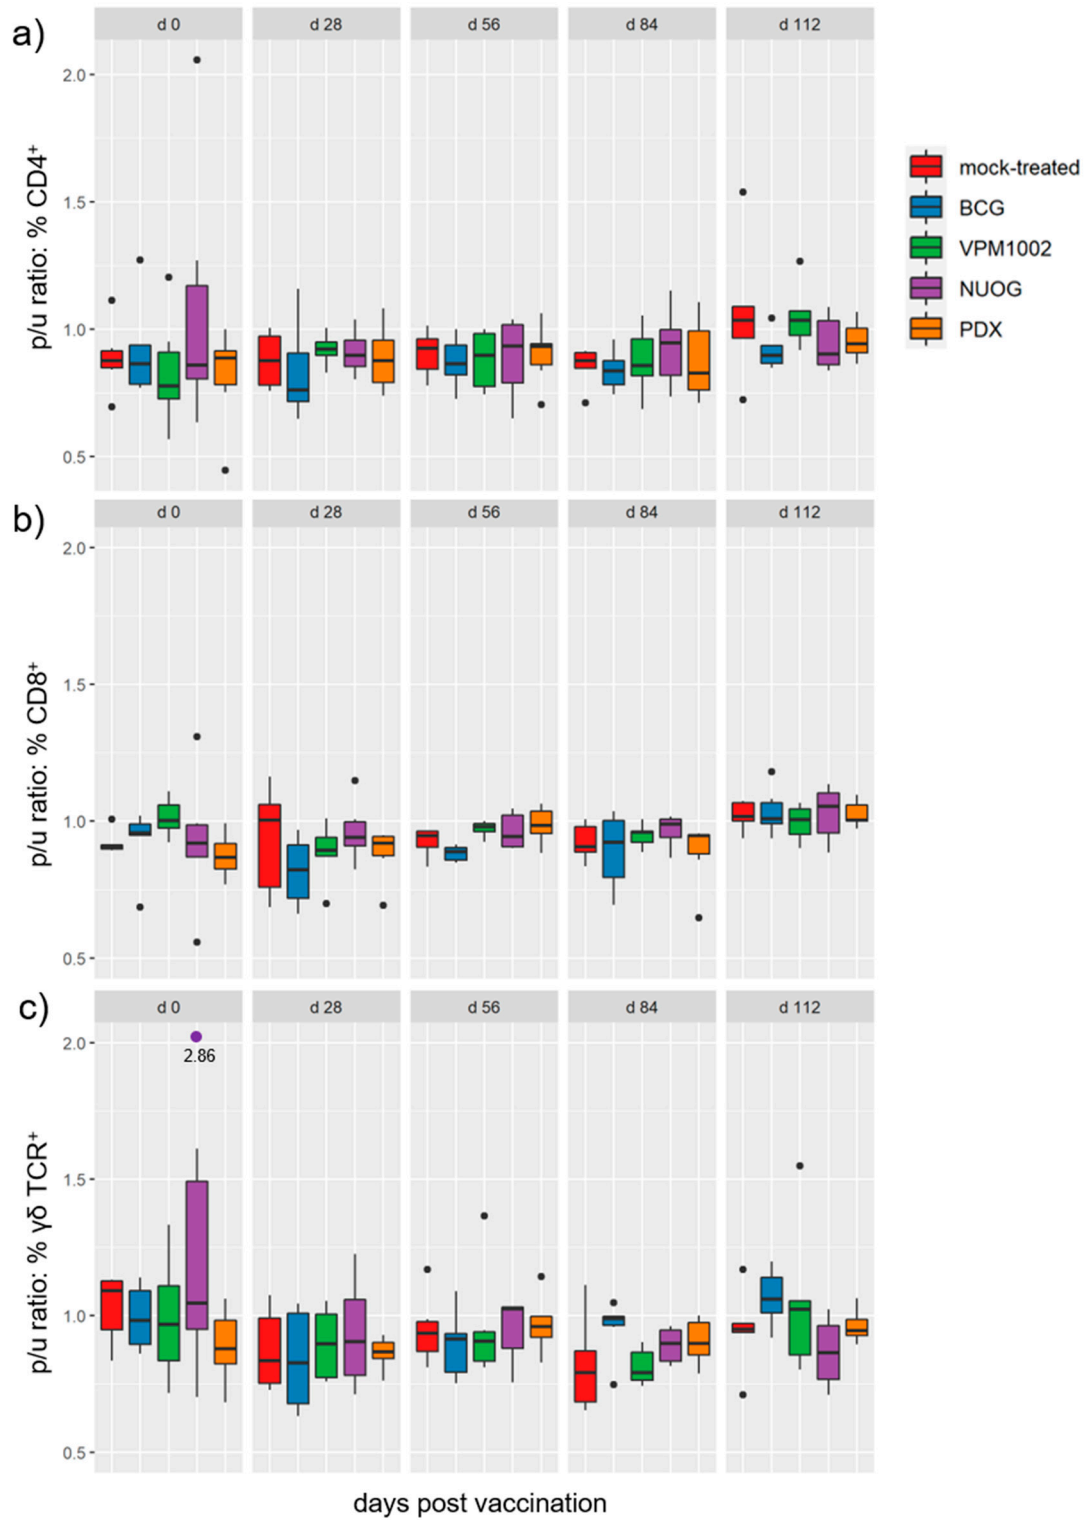 a)
d 0 d 28 d 56 d 84 d 112
2.0
1.5
1.0
0.5
p/u ratio: % CD4⁺
mock-treated
BCG
VPM1002
NUOG
PDX
b)
d 0 d 28 d 56 d 84 d 112
2.0
1.5
1.0
0.5
p/u ratio: % CD8⁺
c)
d 0 d 28 d 56 d 84 d 112
2.0
1.5
1.0
0.5
2.86
p/u ratio: % γδ TCR⁺
days post vaccination